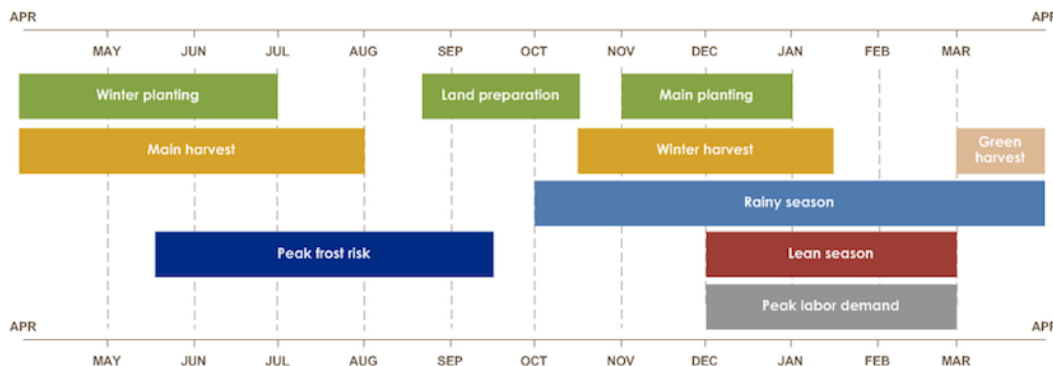 APR APR
MAY JUN JUL AUG SEP OCT NOV DEC JAN FEB MAR
Winter planting Land preparation Main planting
Main harvest Winter harvest Green
harvest
Rainy season
Peak frost risk Lean season
Peak labor demand
APR APR
MAY JUN JUL AUG SEP OCT NOV DEC JAN FEB MAR